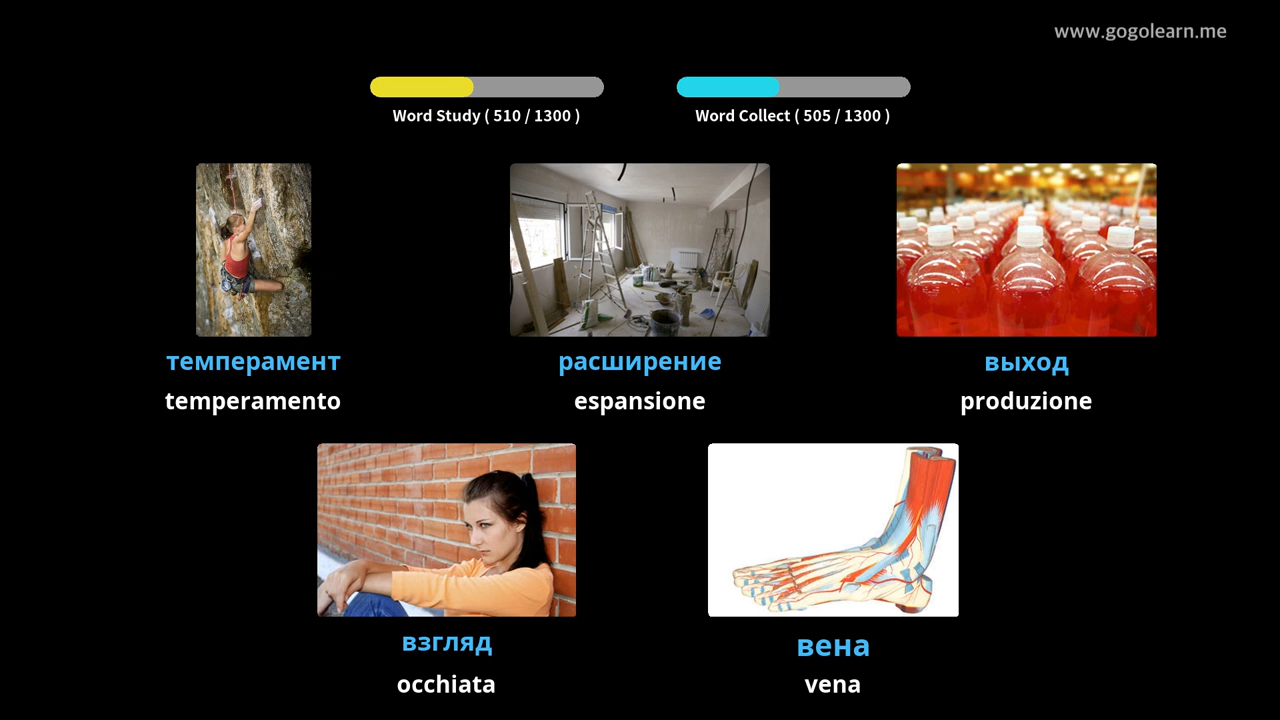 www.gogolearn.me
Word Study ( 510 / 1300 )
Word Collect ( 505 / 1300 )
темперамент
temperamento
расширение
espansione
выход
produzione
взгляд
occhiata
вена
vena